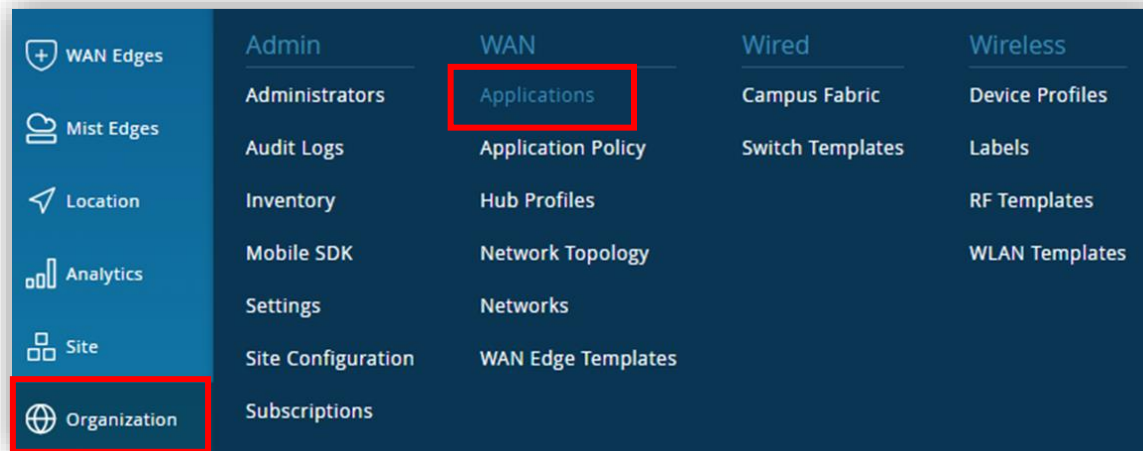 WAN Edges
Mist Edges
Location
Analytics
Site
Organization
Admin
Administrators
Audit Logs
Inventory
Mobile SDK
Settings
Site Configuration
Subscriptions
WAN
Applications
Application Policy
Hub Profiles
Network Topology
Networks
WAN Edge Templates
Wired
Campus Fabric
Switch Templates
Wireless
Device Profiles
Labels
RF Templates
WLAN Templates